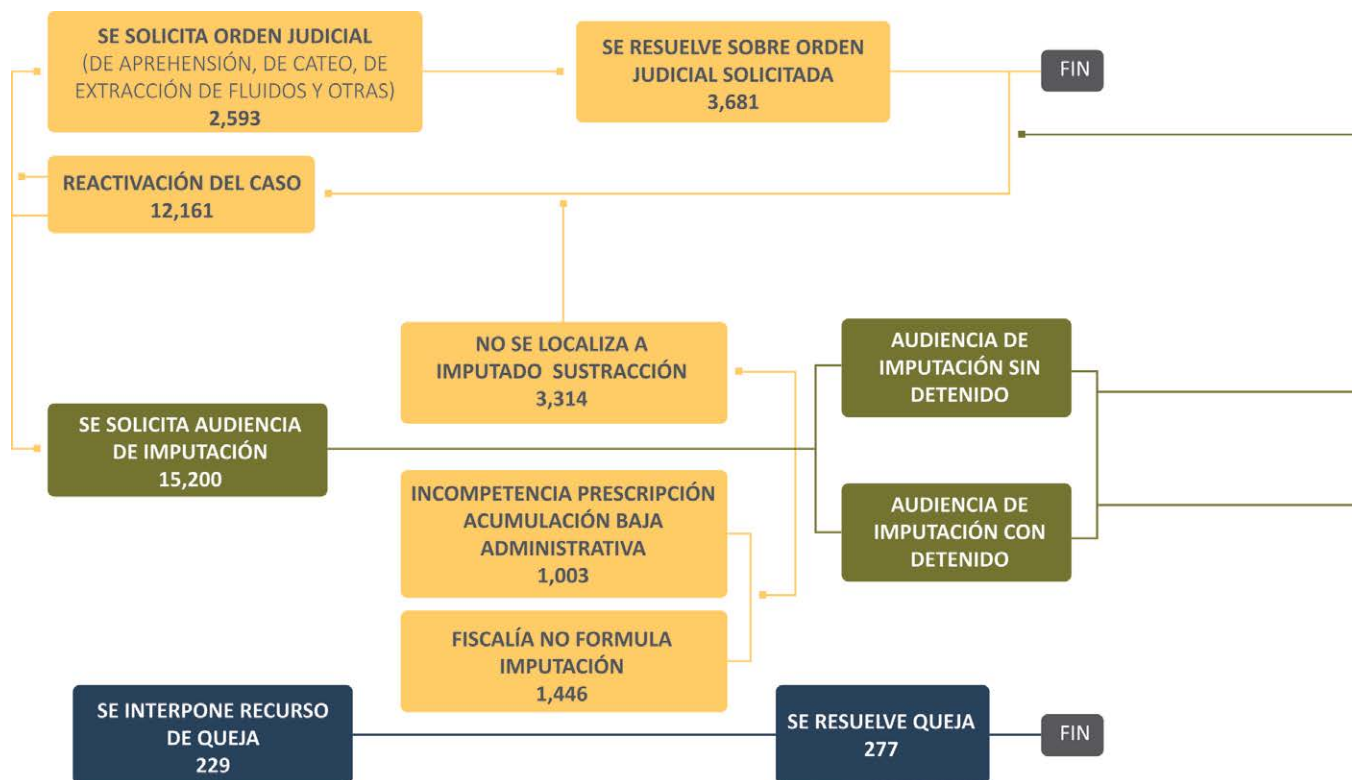 SE SOLICITA ORDEN JUDICIAL
(DE APREHENSIÓN, DE CATEO, DE
EXTRACCIÓN DE FLUIDOS Y OTRAS)
2,593
SE RESUELVE SOBRE ORDEN
JUDICIAL SOLICITADA
3,681
FIN
REACTIVACIÓN DEL CASO
12,161
NO SE LOCALIZA A
IMPUTADO SUSTRACCIÓN
3,314
AUDIENCIA DE
IMPUTACIÓN SIN
DETENIDO
SE SOLICITA AUDIENCIA
DE IMPUTACIÓN
15,200
INCOMPETENCIA PRESCRIPCIÓN
ACUMULACIÓN BAJA
ADMINISTRATIVA
1,003
AUDIENCIA DE
IMPUTACIÓN CON
DETENIDO
FISCALÍA NO FORMULA
IMPUTACIÓN
1,446
SE INTERPONE RECURSO
DE QUEJA
229
SE RESUELVE QUEJA
277
FIN